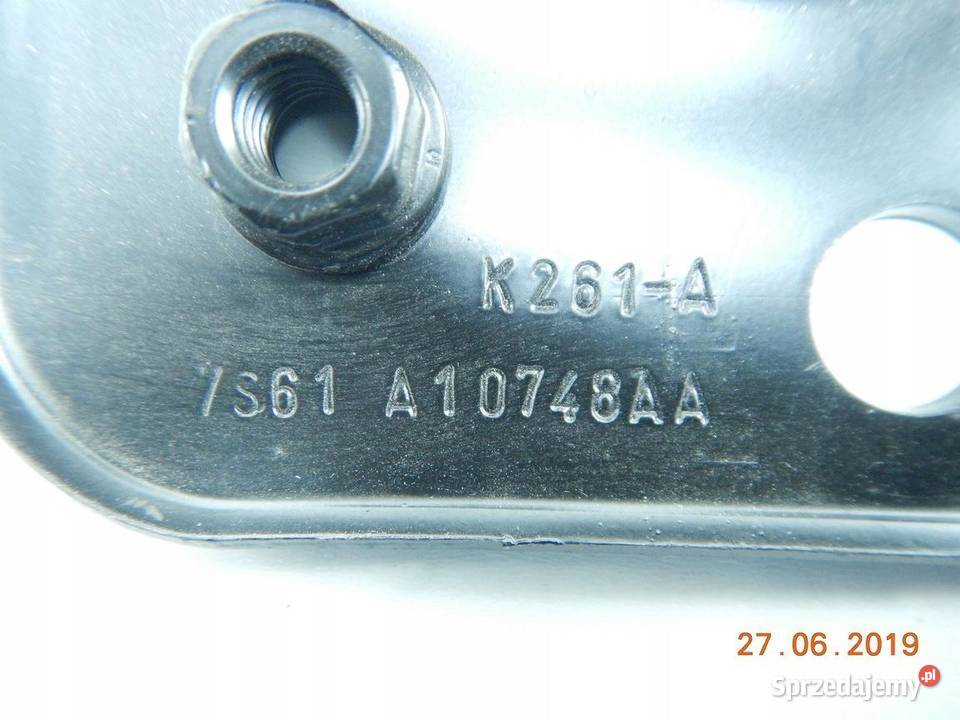 K261-A
7S61 A10748AA
27.06.2019
Sprzedajemy.pl